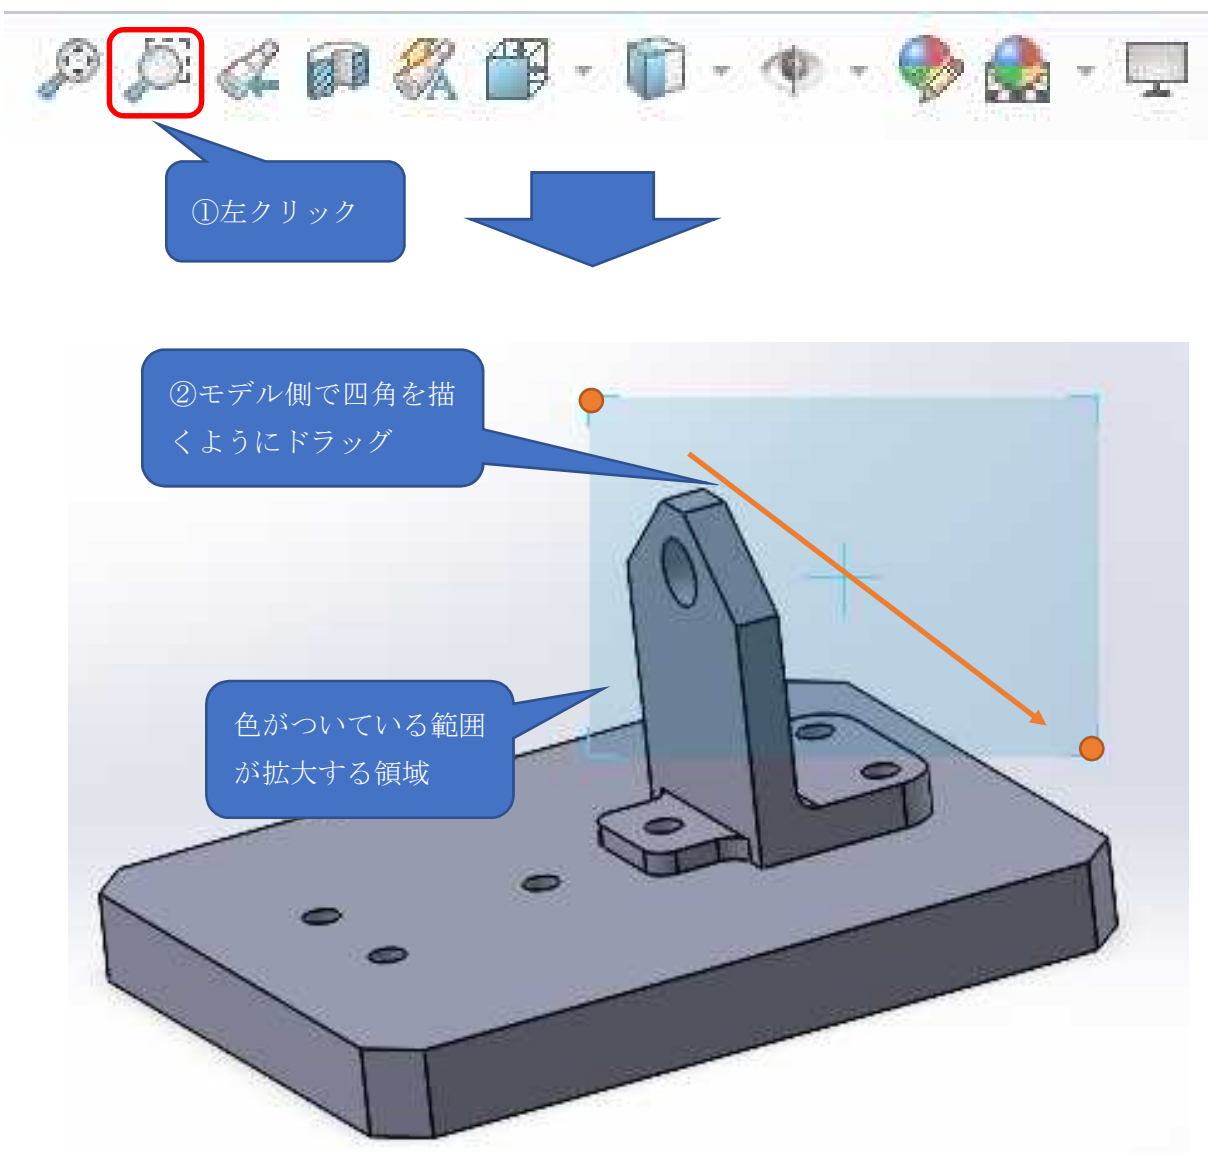 ①左クリック
②モデル側で四角を描
くようにドラッグ
色がついている範囲
が拡大する領域